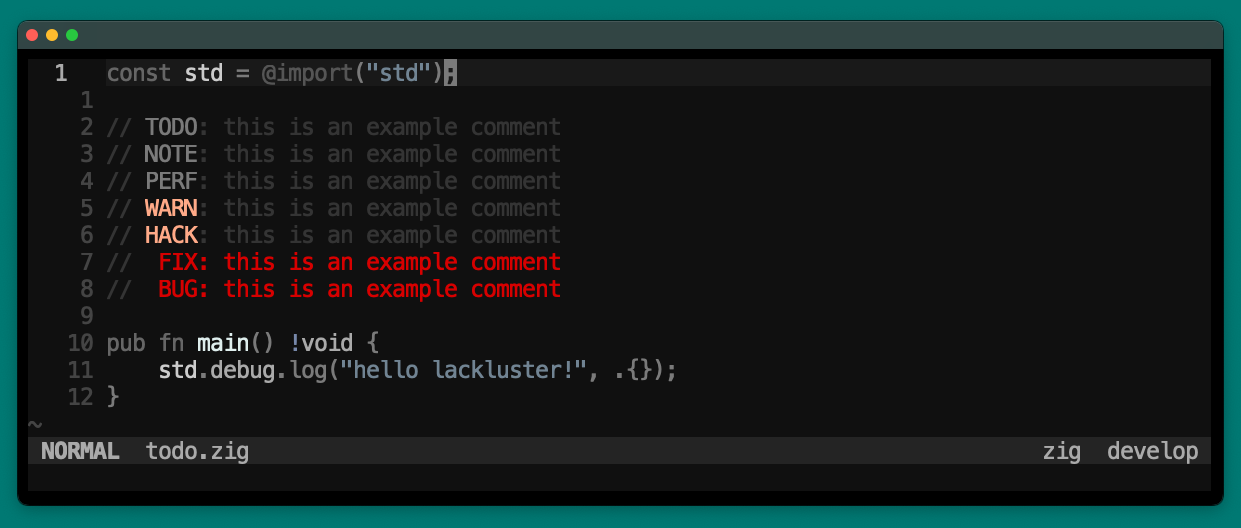 1 const std = @import("std");
1
2 // TODO: this is an example comment
3 // NOTE: this is an example comment
4 // PERF: this is an example comment
5 // WARN: this is an example comment
6 // HACK: this is an example comment
7 //  FIX: this is an example comment
8 //  BUG: this is an example comment
9
10 pub fn main() !void {
11     std.debug.log("hello lackluster!", .{});
12 }
~
NORMAL  todo.zig  zig  develop